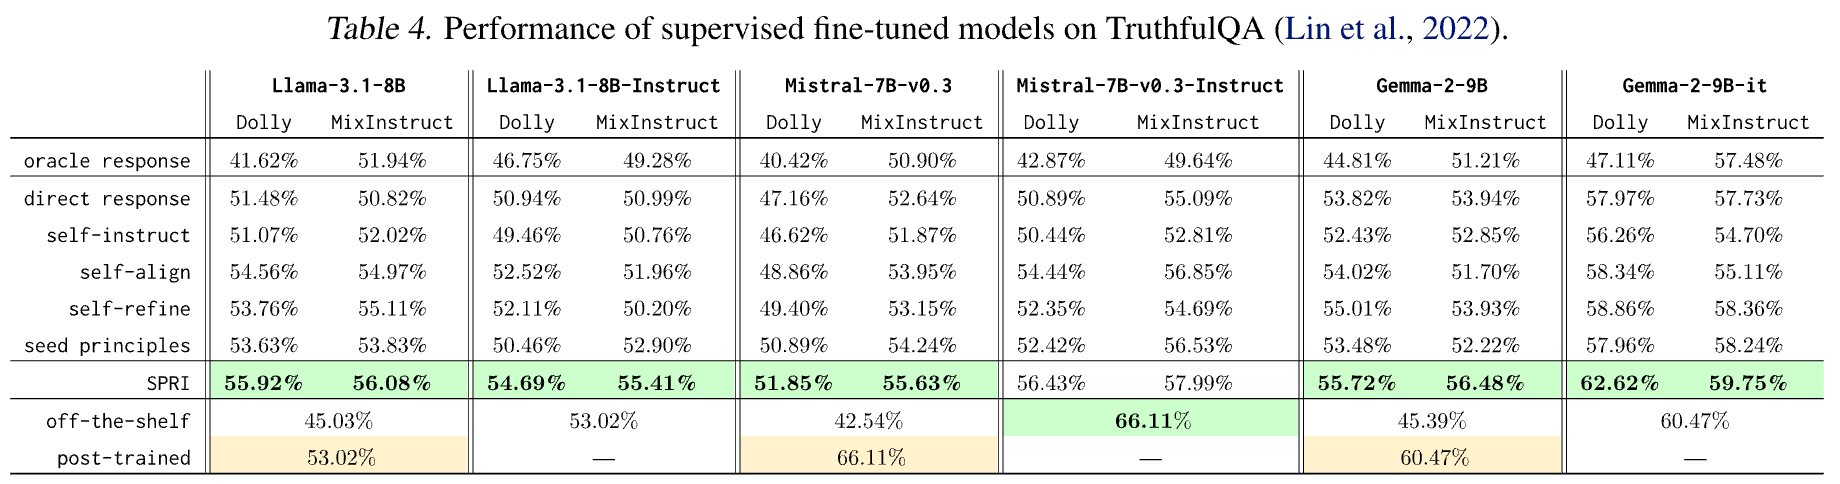 Table 4. Performance of supervised fine-tuned models on TruthfulQA (Lin et al., 2022).
Llama-3.1-8B Llama-3.1-8B-Instruct Mistral-7B-v0.3 Mistral-7B-v0.3-Instruct Gemma-2-9B Gemma-2-9B-it
Dolly MixInstruct Dolly MixInstruct Dolly MixInstruct Dolly MixInstruct Dolly MixInstruct Dolly MixInstruct
oracle response 41.62% 51.94% 46.75% 49.28% 40.42% 50.90% 42.87% 49.64% 44.81% 51.21% 47.11% 57.48%
direct response 51.48% 50.82% 50.94% 50.99% 47.16% 52.64% 50.89% 55.09% 53.82% 53.94% 57.97% 57.73%
self-instruct 51.07% 52.02% 49.46% 50.76% 46.62% 51.87% 50.44% 52.81% 52.43% 52.85% 56.26% 54.70%
self-align 54.56% 54.97% 52.52% 51.96% 48.86% 53.95% 54.44% 56.85% 54.02% 51.70% 58.34% 55.11%
self-refine 53.76% 55.11% 52.11% 50.20% 49.40% 53.15% 52.35% 54.69% 55.01% 53.93% 58.86% 58.36%
seed principles 53.63% 53.83% 50.46% 52.90% 50.89% 54.24% 52.42% 56.53% 53.48% 52.22% 57.96% 58.24%
SPRI 55.92% 56.08% 54.69% 55.41% 51.85% 55.63% 56.43% 57.99% 55.72% 56.48% 62.62% 59.75%
off-the-shelf 45.03% 53.02% 42.54% 66.11% 45.39% 60.47%
post-trained 53.02% — 66.11% — 60.47% —